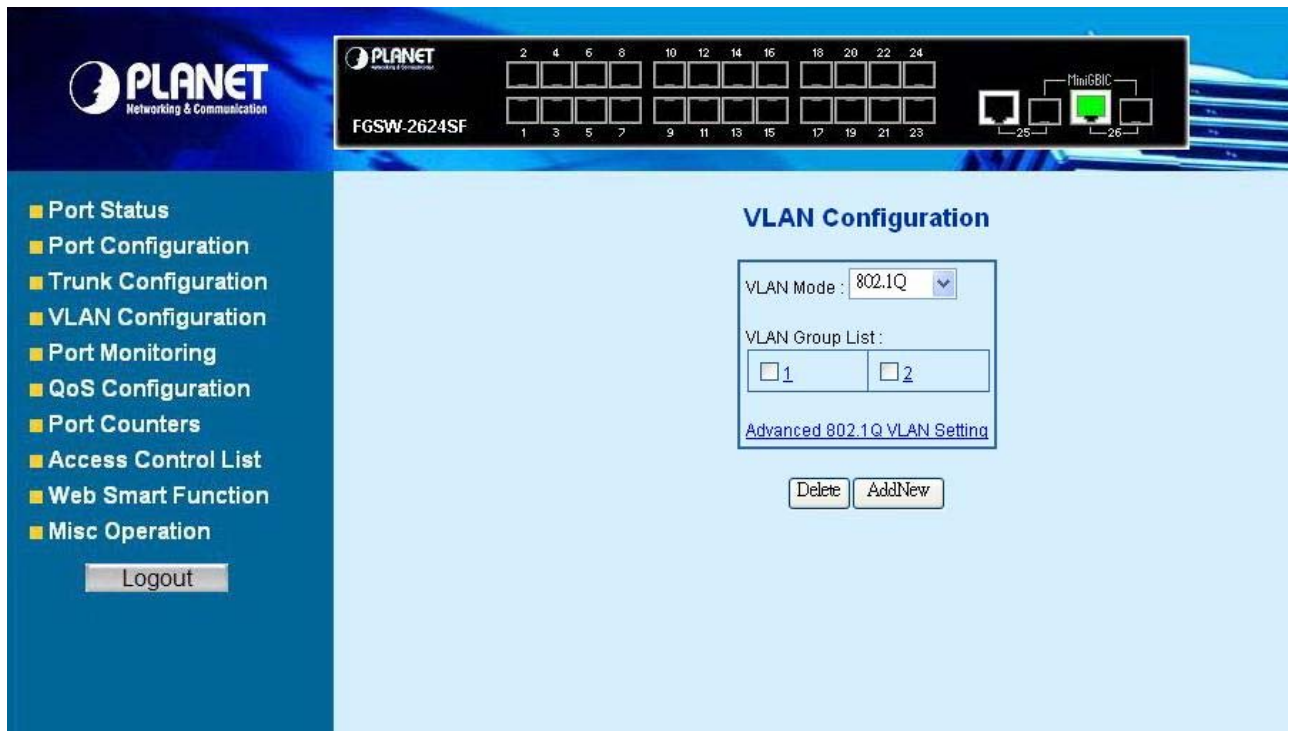 PLANET
Networking & Communication
PLANET
FGSW-2624SF
2 4 6 8 10 12 14 16 18 20 22 24
1 3 5 7 9 11 13 15 17 19 21 23
MiniGBIC
25 26
Port Status
Port Configuration
Trunk Configuration
VLAN Configuration
Port Monitoring
QoS Configuration
Port Counters
Access Control List
Web Smart Function
Misc Operation
Logout
VLAN Configuration
VLAN Mode : 802.1Q
VLAN Group List :
1 2
Advanced 802.1Q VLAN Setting
Delete AddNew